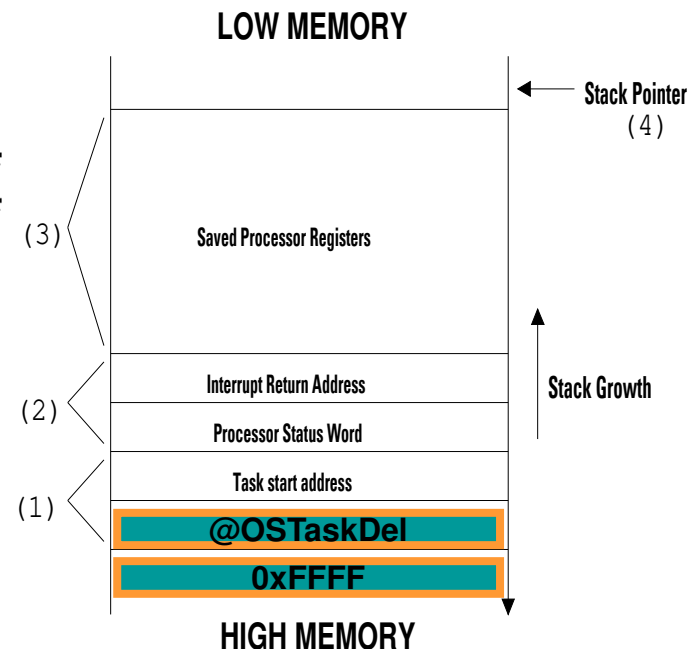 LOW MEMORY
Stack Pointer
(4)
(3)
Saved Processor Registers
Interrupt Return Address
Stack Growth
(2)
Processor Status Word
Task start address
(1)
@OSTaskDel
0xFFFF
HIGH MEMORY